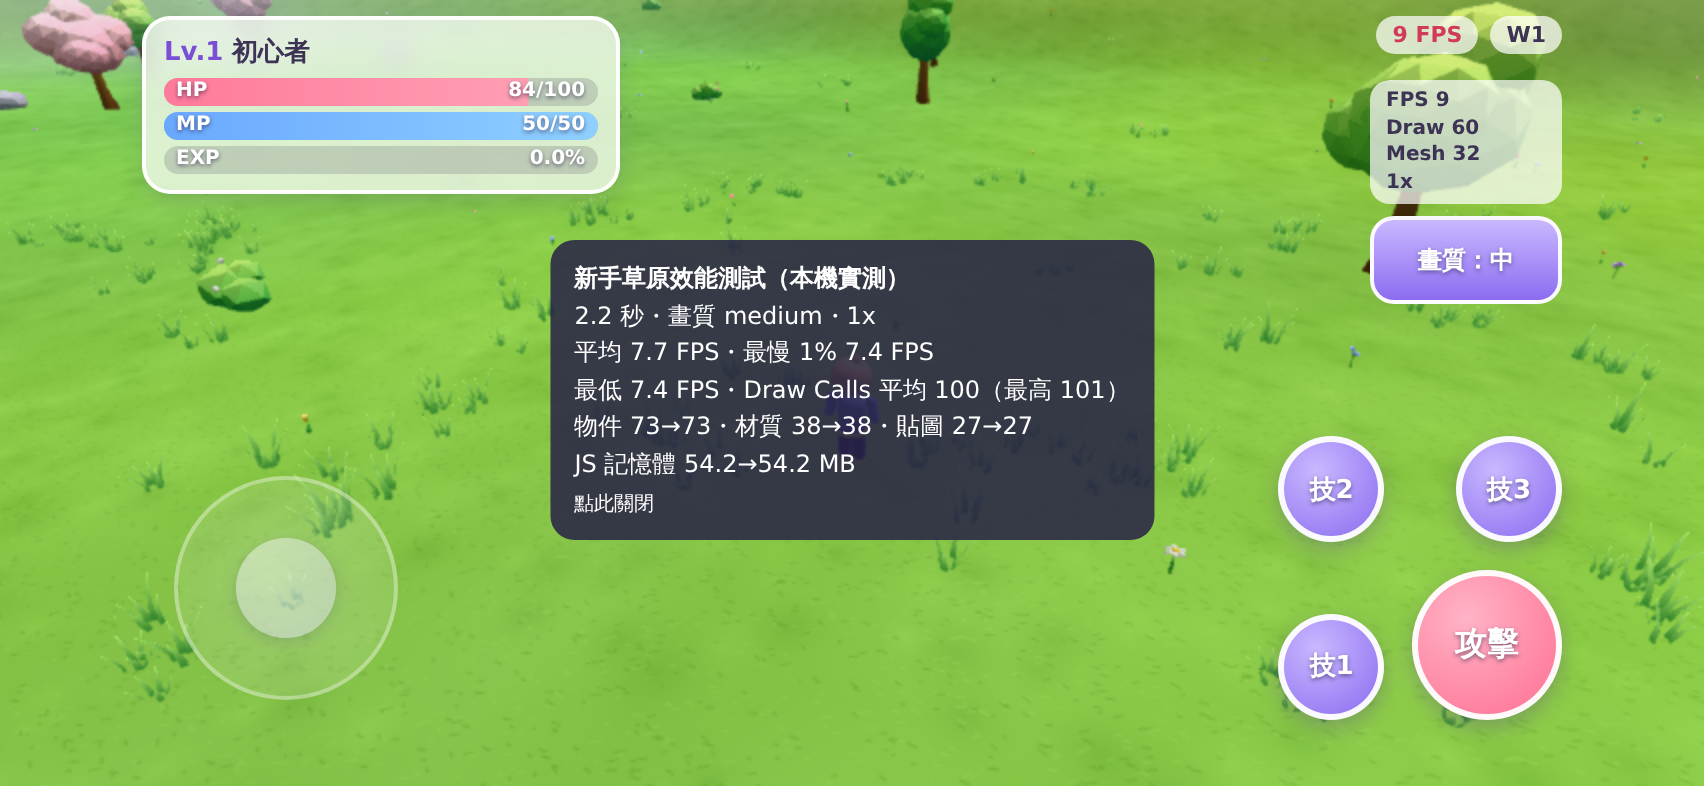 Lv.1 初心者
HP 84/100
MP 50/50
EXP 0.0%
9 FPS W1
FPS 9
Draw 60
Mesh 32
1x
畫質：中
新手草原效能測試（本機實測）
2.2 秒・畫質 medium・1x
平均 7.7 FPS・最慢 1% 7.4 FPS
最低 7.4 FPS・Draw Calls 平均 100（最高 101）
物件 73→73・材質 38→38・貼圖 27→27
JS 記憶體 54.2→54.2 MB
點此關閉
技2 技3
技1 攻擊